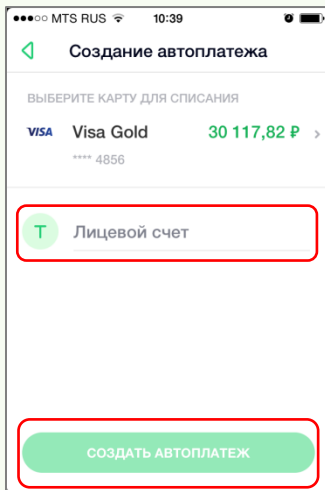 ●●●○○ MTS RUS 10:39
Создание автоплатежа
ВЫБЕРИТЕ КАРТУ ДЛЯ СПИСАНИЯ
VISA Visa Gold 30 117,82 ₽ >
**** 4856
Т Лицевой счет
СОЗДАТЬ АВТОПЛАТЕЖ